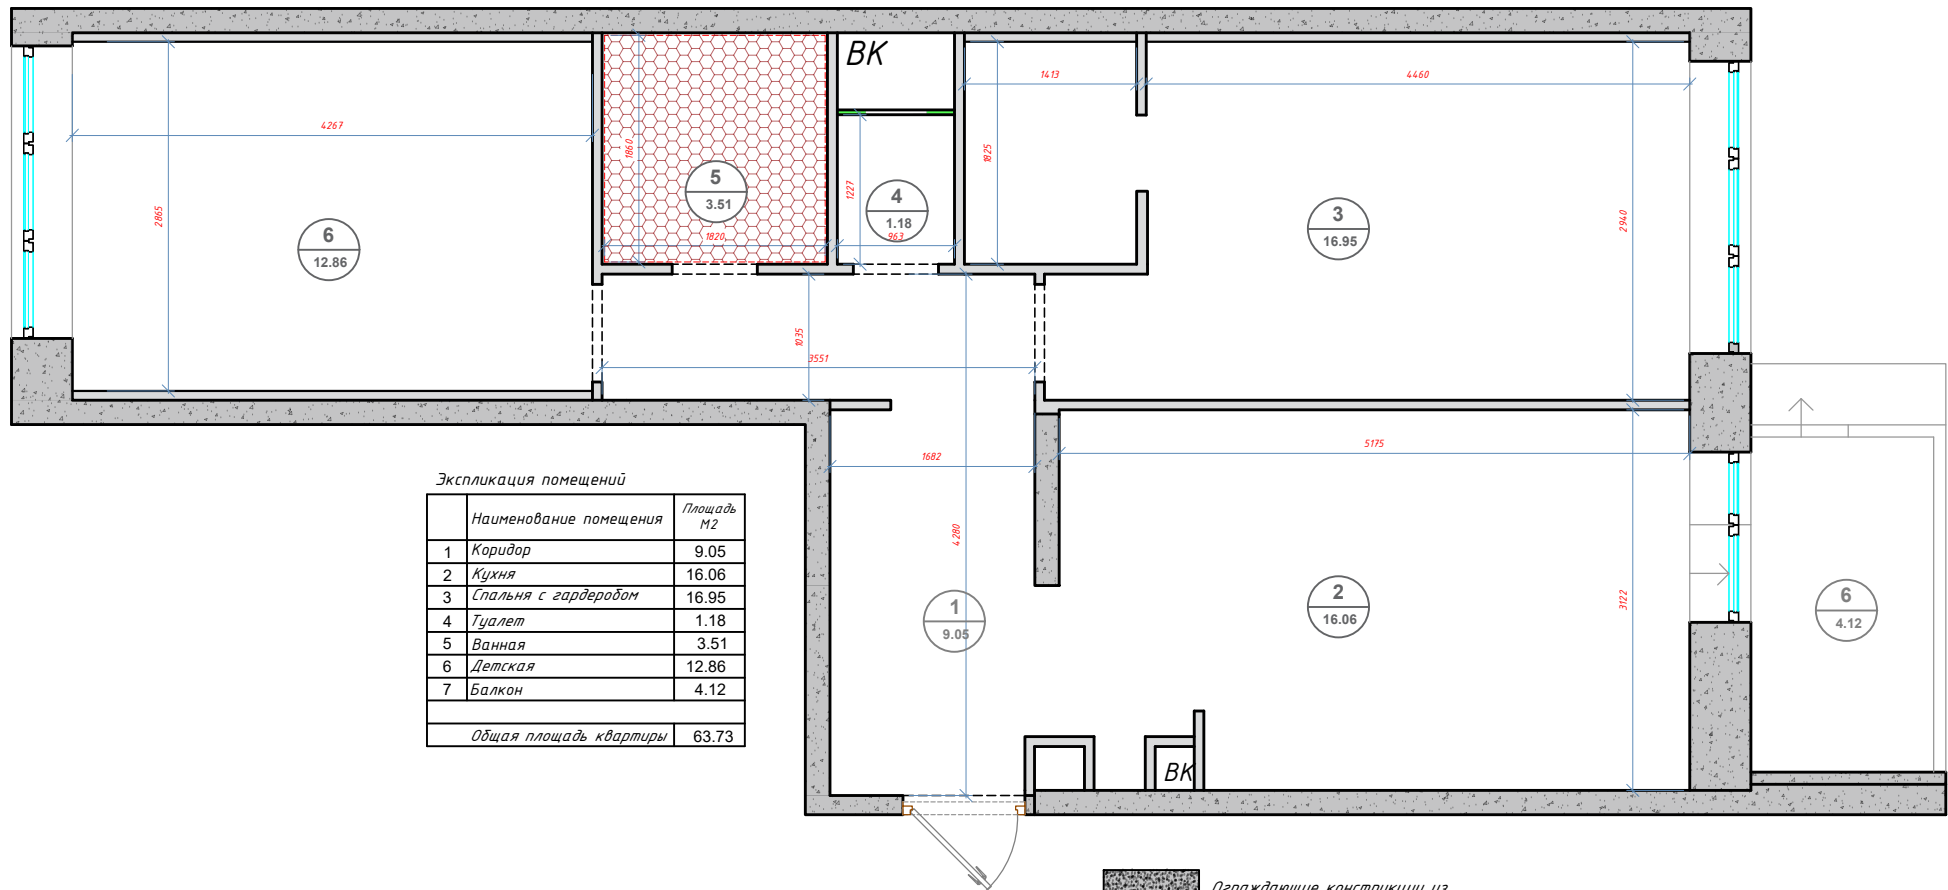 ВК
1413
4460
4267
1860
1825
2865
1227
2940
5
3.51
4
1.18
6
12.86
3
16.95
1820
963
1035
3551
1682
5175
4280
3122
Экспликация помещений
Наименование помещения Площадь
М2
1 Коридор 9.05
2 Кухня 16.06
3 Спальня с гардеробом 16.95
4 Туалет 1.18
5 Ванная 3.51
6 Детская 12.86
7 Балкон 4.12
Общая площадь квартиры 63.73
1
9.05
2
16.06
6
4.12
ВК
Ограждающие конструкции из